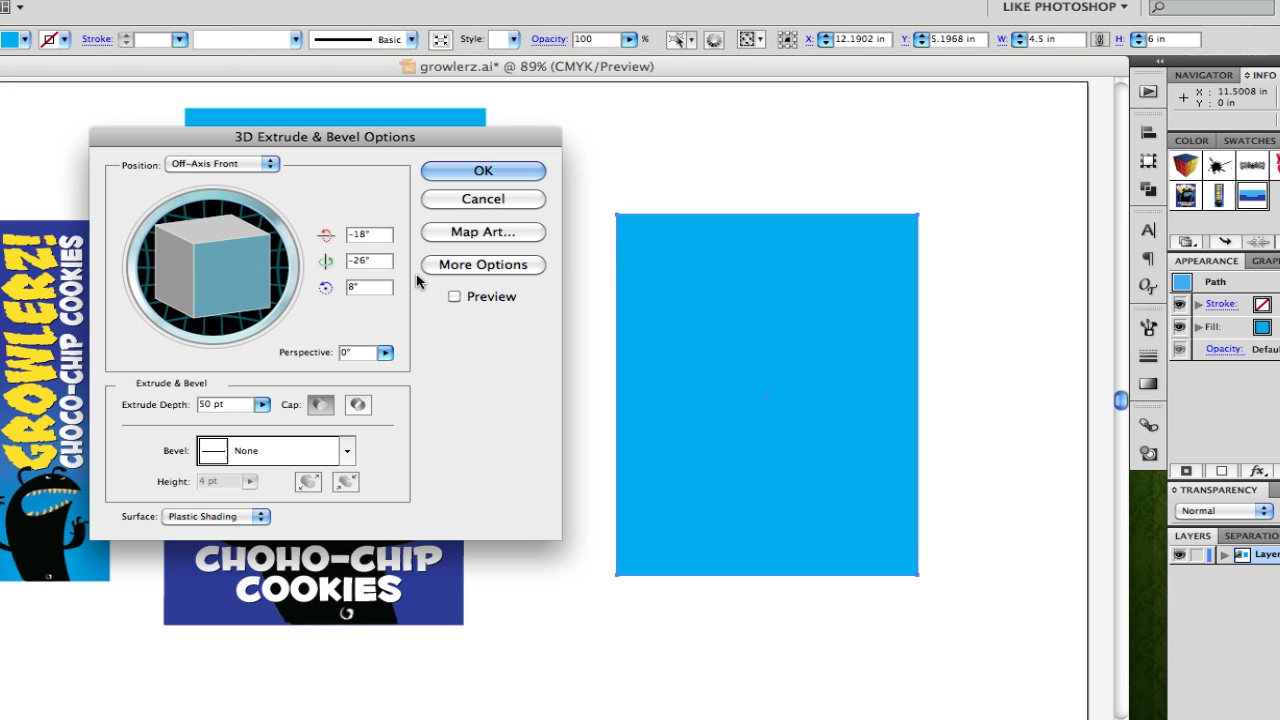 LIKE PHOTOSHOP
Stroke:
Basic
Style:
Opacity: 100 %
X: 12.1902 in
Y: 5.1968 in
W: 4.5 in
H: 6 in
growlerz.ai* @ 89% (CMYK/Preview)
3D Extrude & Bevel Options
Position: Off-Axis Front
OK
Cancel
Map Art...
More Options
Preview
-18°
-26°
8°
Perspective: 0°
Extrude & Bevel
Extrude Depth: 50 pt
Cap:
Bevel: None
Height: 4 pt
Surface: Plastic Shading
GROWLERZ!
CHOCO-CHIP COOKIES
CHOHO-CHIP
COOKIES
NAVIGATOR
INFO
X : 11.5008 in
Y : 0 in
COLOR
SWATCHES
APPEARANCE
GRAPH
Path
Stroke:
Fill:
Opacity: Defau
TRANSPARENCY
Normal
LAYERS
SEPARATIO
Layer